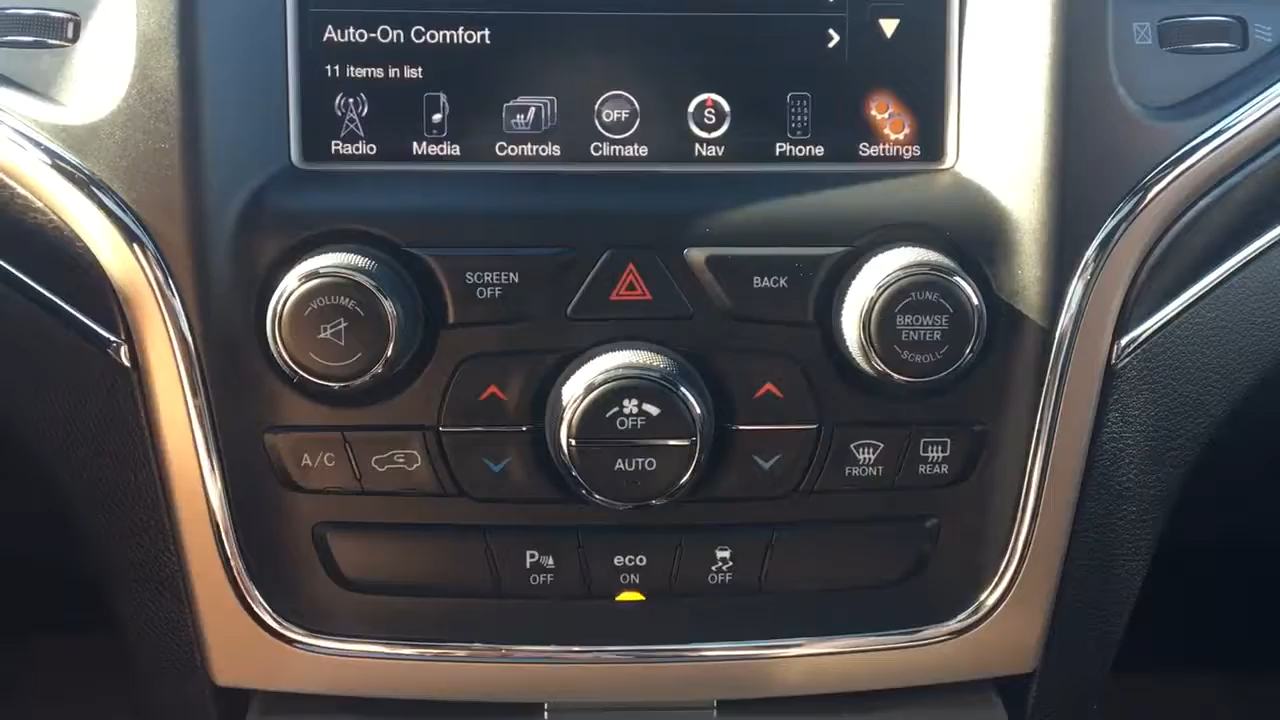 Auto-On Comfort
11 items in list
OFF
S
Radio
Media
Controls
Climate
Nav
Phone
Settings
VOLUME
SCREEN
OFF
BACK
TUNE
BROWSE
ENTER
SCROLL
OFF
AUTO
A/C
FRONT
REAR
P
OFF
eco
ON
OFF